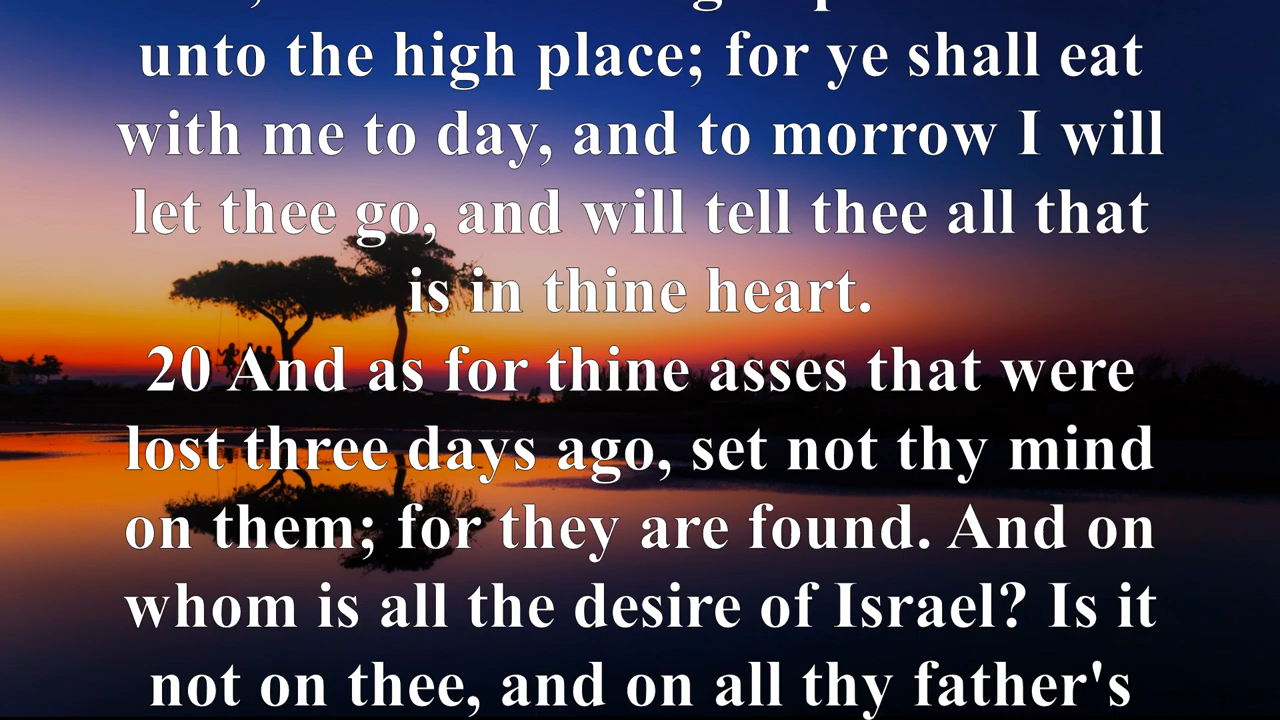 unto the high place; for ye shall eat
with me to day, and to morrow I will
let thee go, and will tell thee all that
is in thine heart.
20 And as for thine asses that were
lost three days ago, set not thy mind
on them; for they are found. And on
whom is all the desire of Israel? Is it
not on thee, and on all thy father's